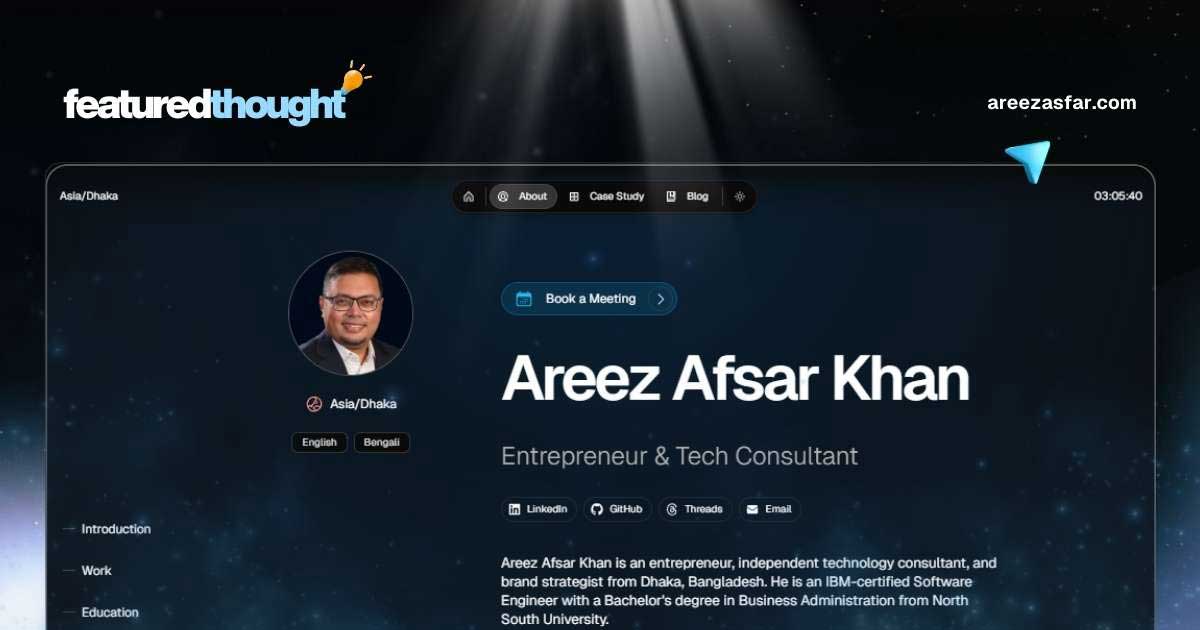 featuredthought
areezasfar.com
Asia/Dhaka
About
Case Study
Blog
03:05:40
Book a Meeting
Areez Afsar Khan
Asia/Dhaka
English
Bengali
Entrepreneur & Tech Consultant
LinkedIn
GitHub
Threads
Email
Introduction
Work
Education
Areez Afsar Khan is an entrepreneur, independent technology consultant, and
brand strategist from Dhaka, Bangladesh. He is an IBM-certified Software
Engineer with a Bachelor's degree in Business Administration from North
South University.